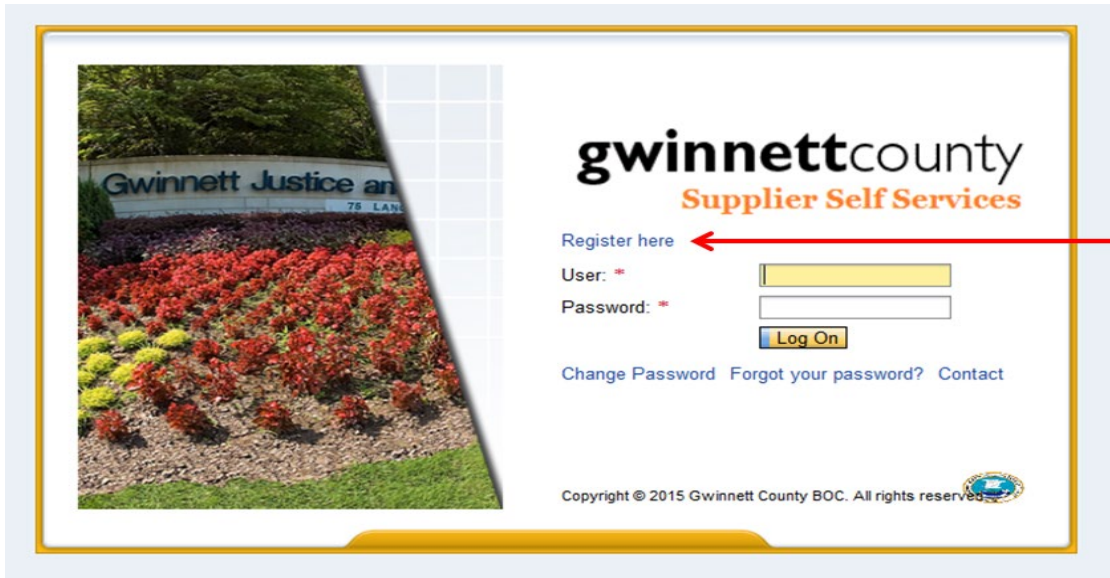 Gwinnett Justice an
75 LANG
gwinnettcounty
Supplier Self Services
Register here
User: *
Password: *
Log On
Change Password Forgot your password? Contact
Copyright © 2015 Gwinnett County BOC. All rights reserved